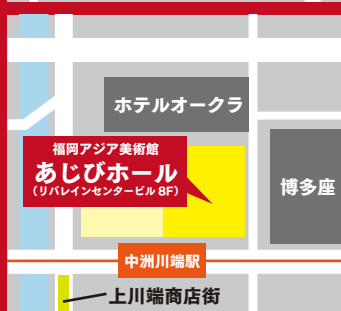 ホテルオークラ
福岡アジア美術館
あじびホール
(リバレインセンタービル8F)
博多座
中洲川端駅
上川端商店街